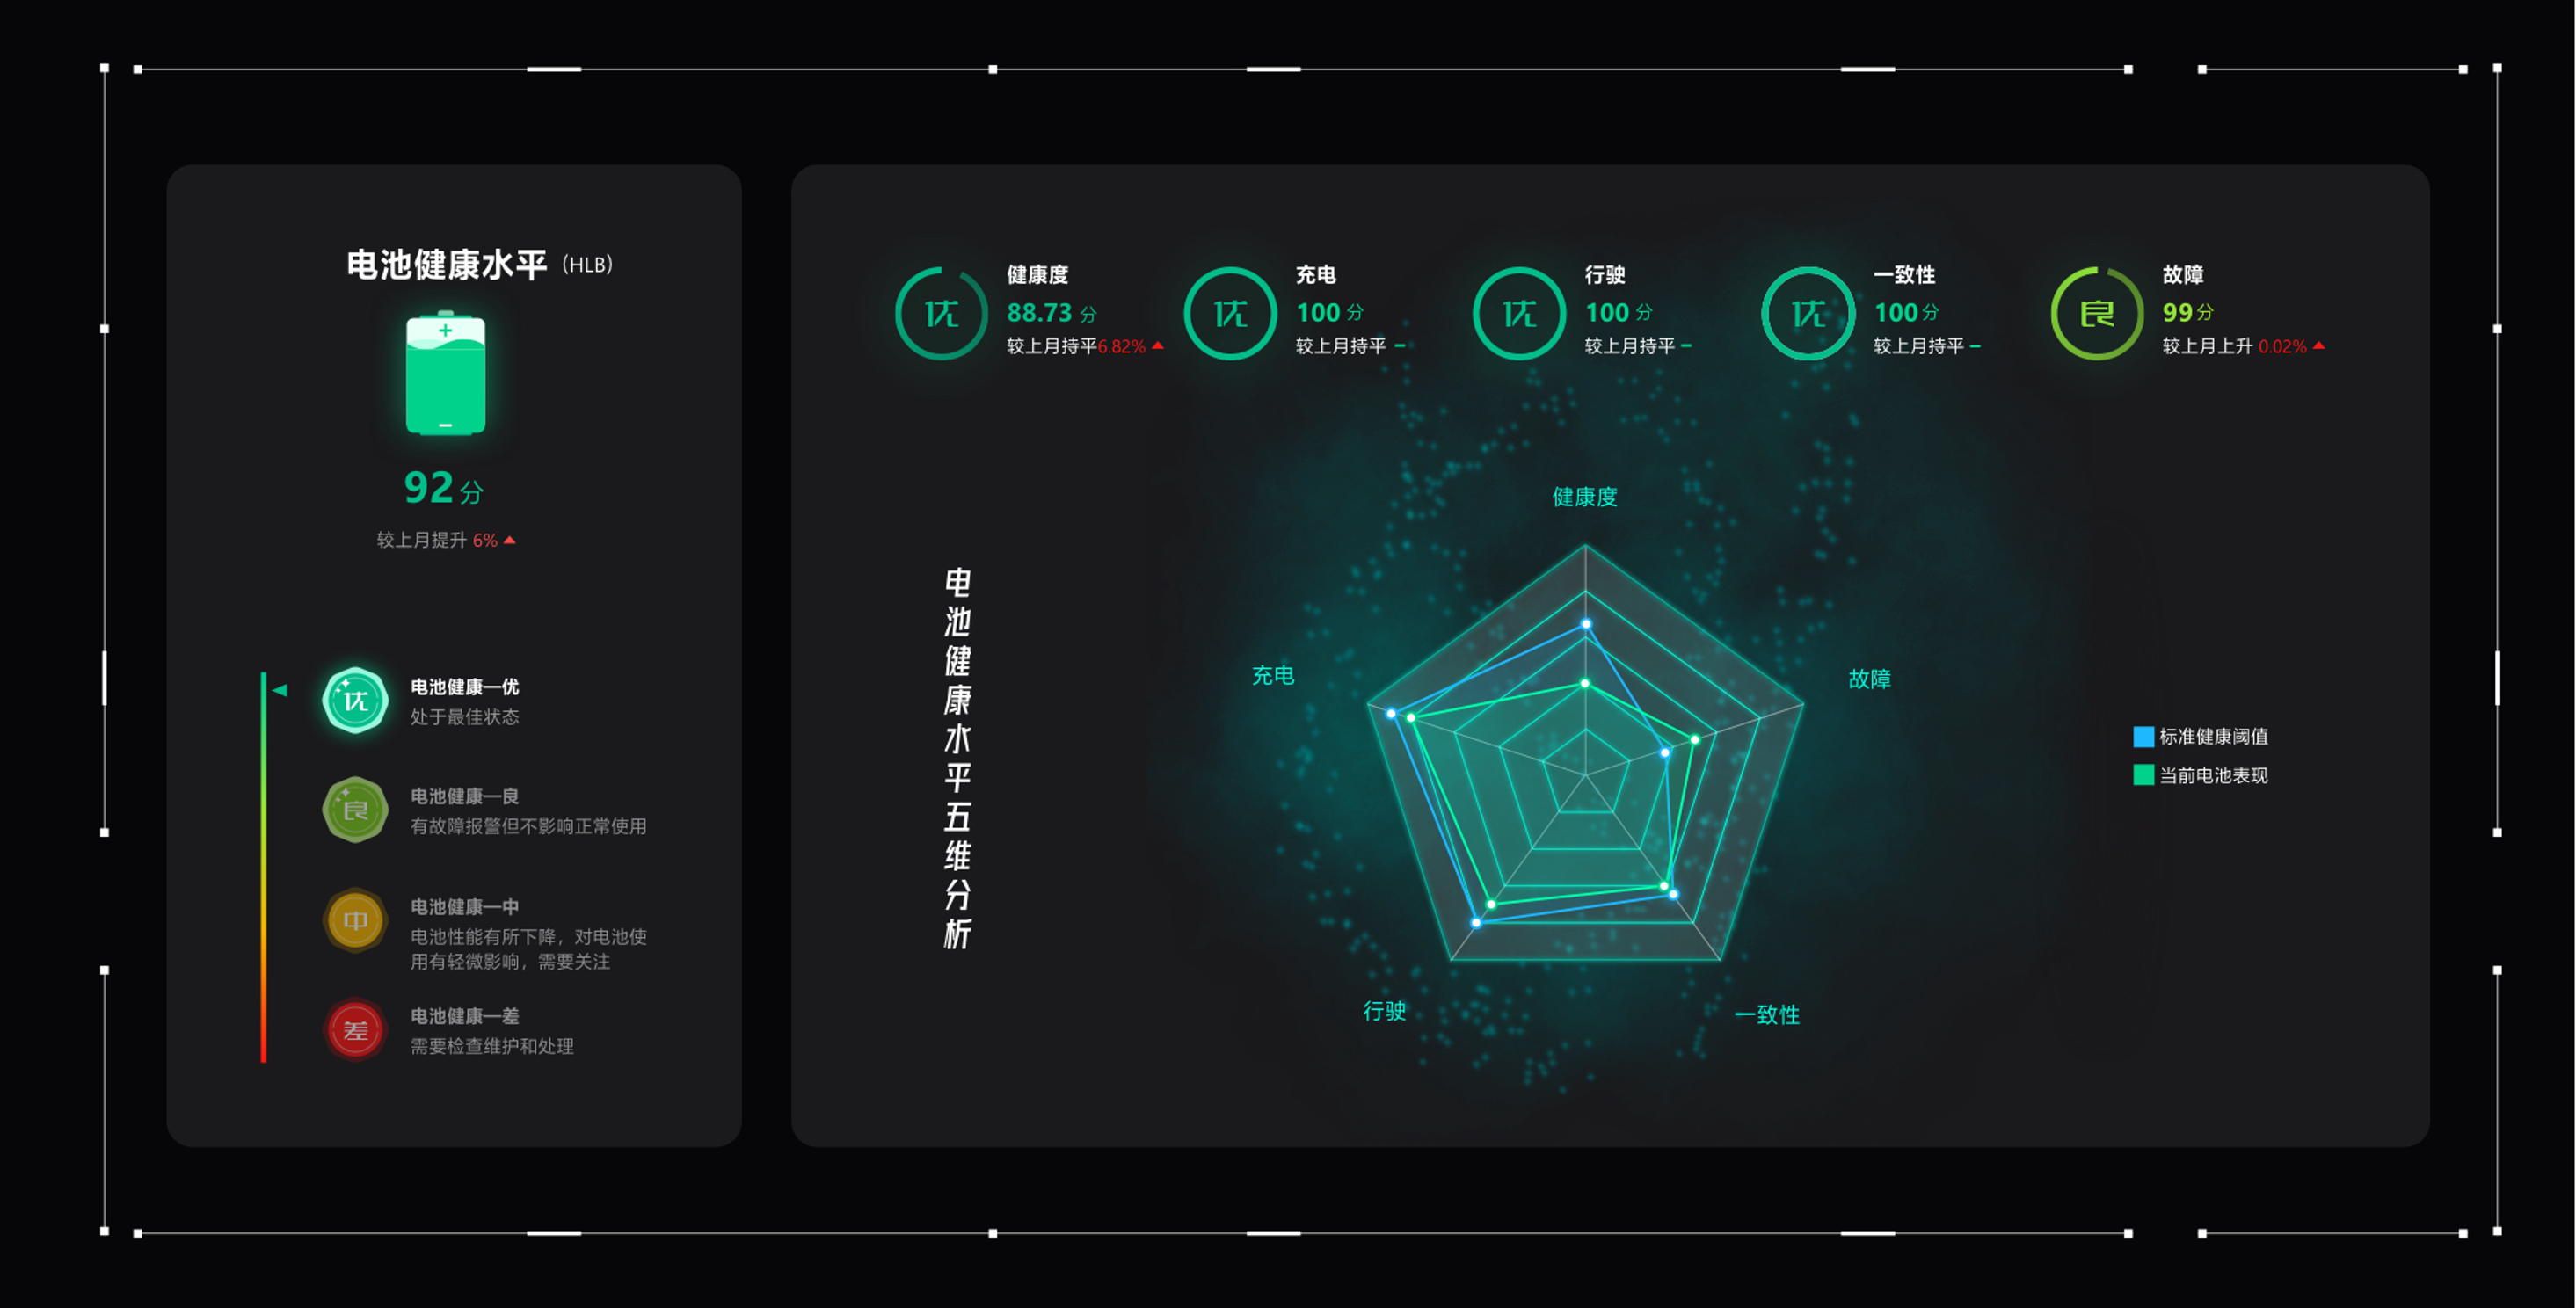 电池健康水平（HLB）
92分
较上月提升 6%
优
电池健康—优
处于最佳状态
良
电池健康—良
有故障报警但不影响正常使用
中
电池健康—中
电池性能有所下降，对电池使
用有轻微影响，需要关注
差
电池健康—差
需要检查维护和处理
优
健康度
88.73 分
较上月持平6.82%
优
充电
100 分
较上月持平
优
行驶
100 分
较上月持平
优
一致性
100分
较上月持平
良
故障
99分
较上月上升 0.02%
电池健康水平五维分析
健康度
充电
故障
行驶
一致性
标准健康阈值
当前电池表现